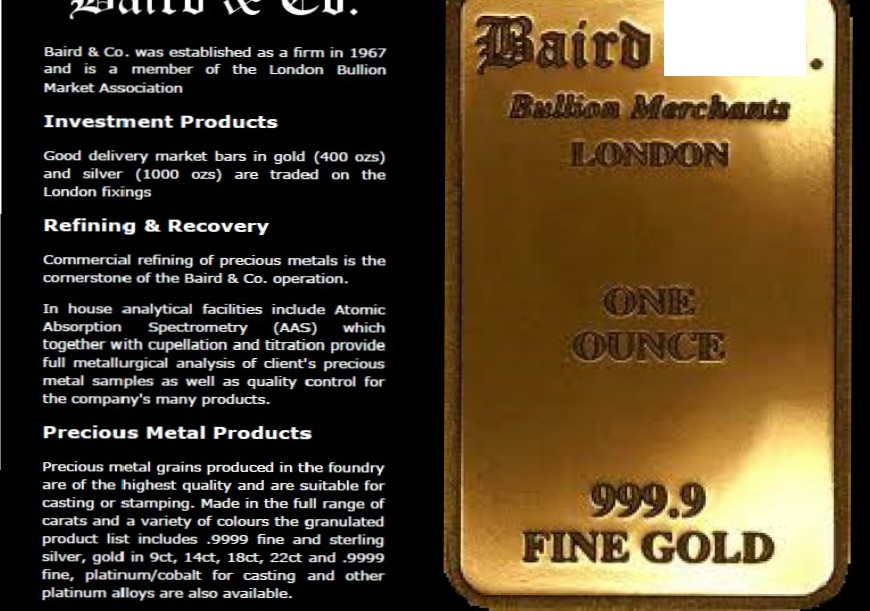 Baird & Co.
Baird & Co. was established as a firm in 1967
and is a member of the London Bullion
Market Association
Investment Products
Good delivery market bars in gold (400 ozs)
and silver (1000 ozs) are traded on the
London fixings
Refining & Recovery
Commercial refining of precious metals is the
cornerstone of the Baird & Co. operation.
In house analytical facilities include Atomic
Absorption Spectrometry (AAS) which
together with cupellation and titration provide
full metallurgical analysis of client's precious
metal samples as well as quality control for
the company's many products.
Precious Metal Products
Precious metal grains produced in the foundry
are of the highest quality and are suitable for
casting or stamping. Made in the full range of
carats and a variety of colours the granulated
product list includes .9999 fine and sterling
silver, gold in 9ct, 14ct, 18ct, 22ct and .9999
fine, platinum/cobalt for casting and other
platinum alloys are also available.
Baird .
Bullion Merchants
LONDON
ONE
OUNCE
999.9
FINE GOLD